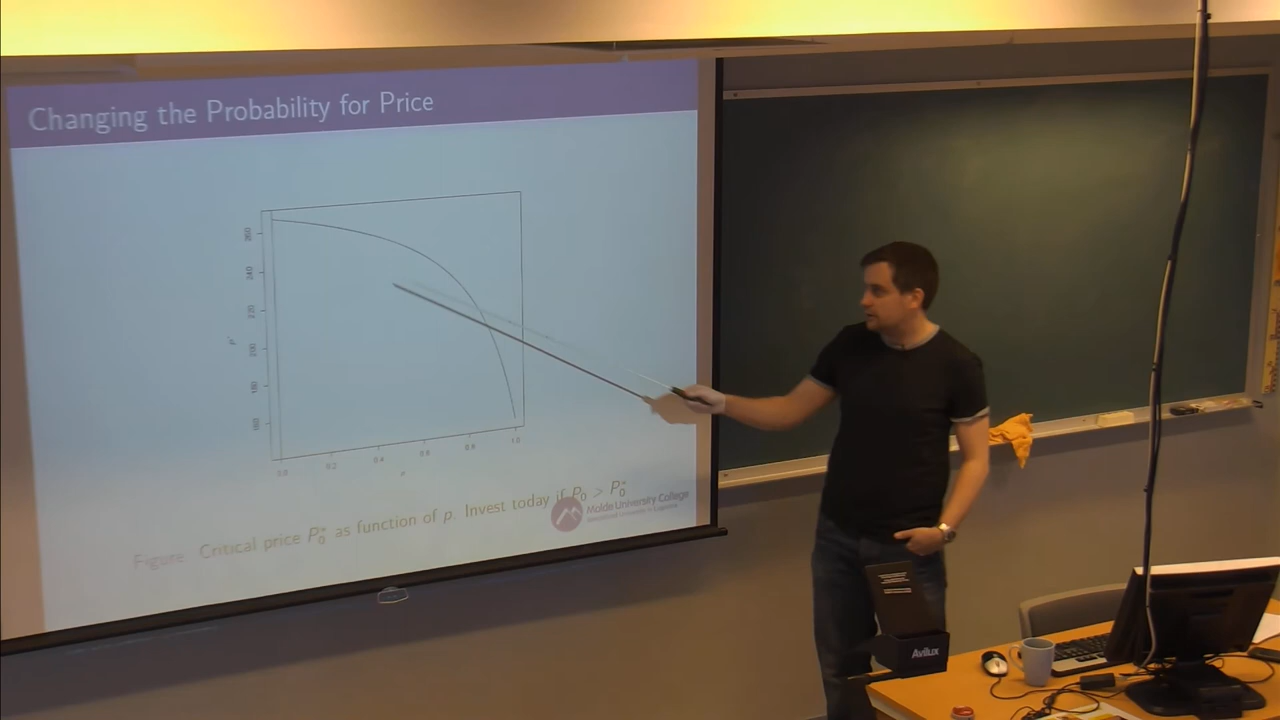 Changing the Probability for Price
260
240
220
200
180
160
0.0 0.2 0.4 0.6 0.8 1.0
Figure Critical price P₀* as function of p. Invest today if P₀ > P₀*
Molde University College
Avilux